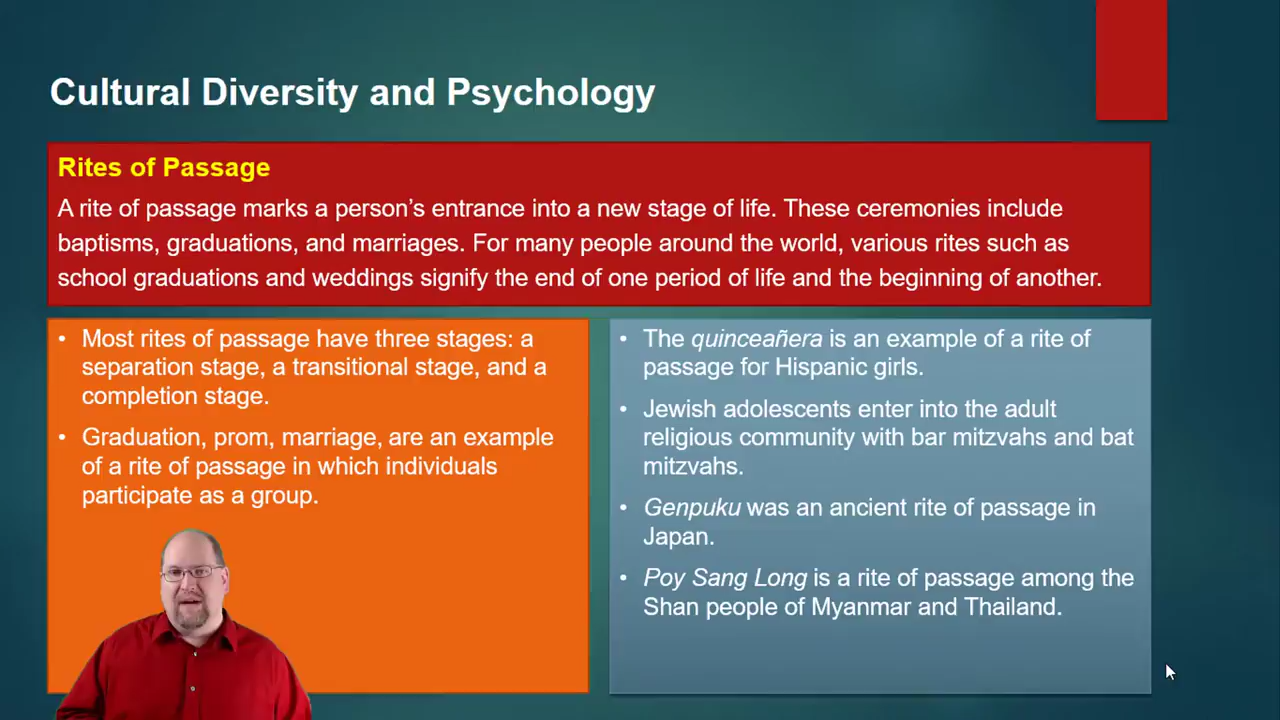 Cultural Diversity and Psychology
Rites of Passage
A rite of passage marks a person’s entrance into a new stage of life. These ceremonies include
baptisms, graduations, and marriages. For many people around the world, various rites such as
school graduations and weddings signify the end of one period of life and the beginning of another.
• Most rites of passage have three stages: a
separation stage, a transitional stage, and a
completion stage.
• Graduation, prom, marriage, are an example
of a rite of passage in which individuals
participate as a group.
• The quinceañera is an example of a rite of
passage for Hispanic girls.
• Jewish adolescents enter into the adult
religious community with bar mitzvahs and bat
mitzvahs.
• Genpuku was an ancient rite of passage in
Japan.
• Poy Sang Long is a rite of passage among the
Shan people of Myanmar and Thailand.